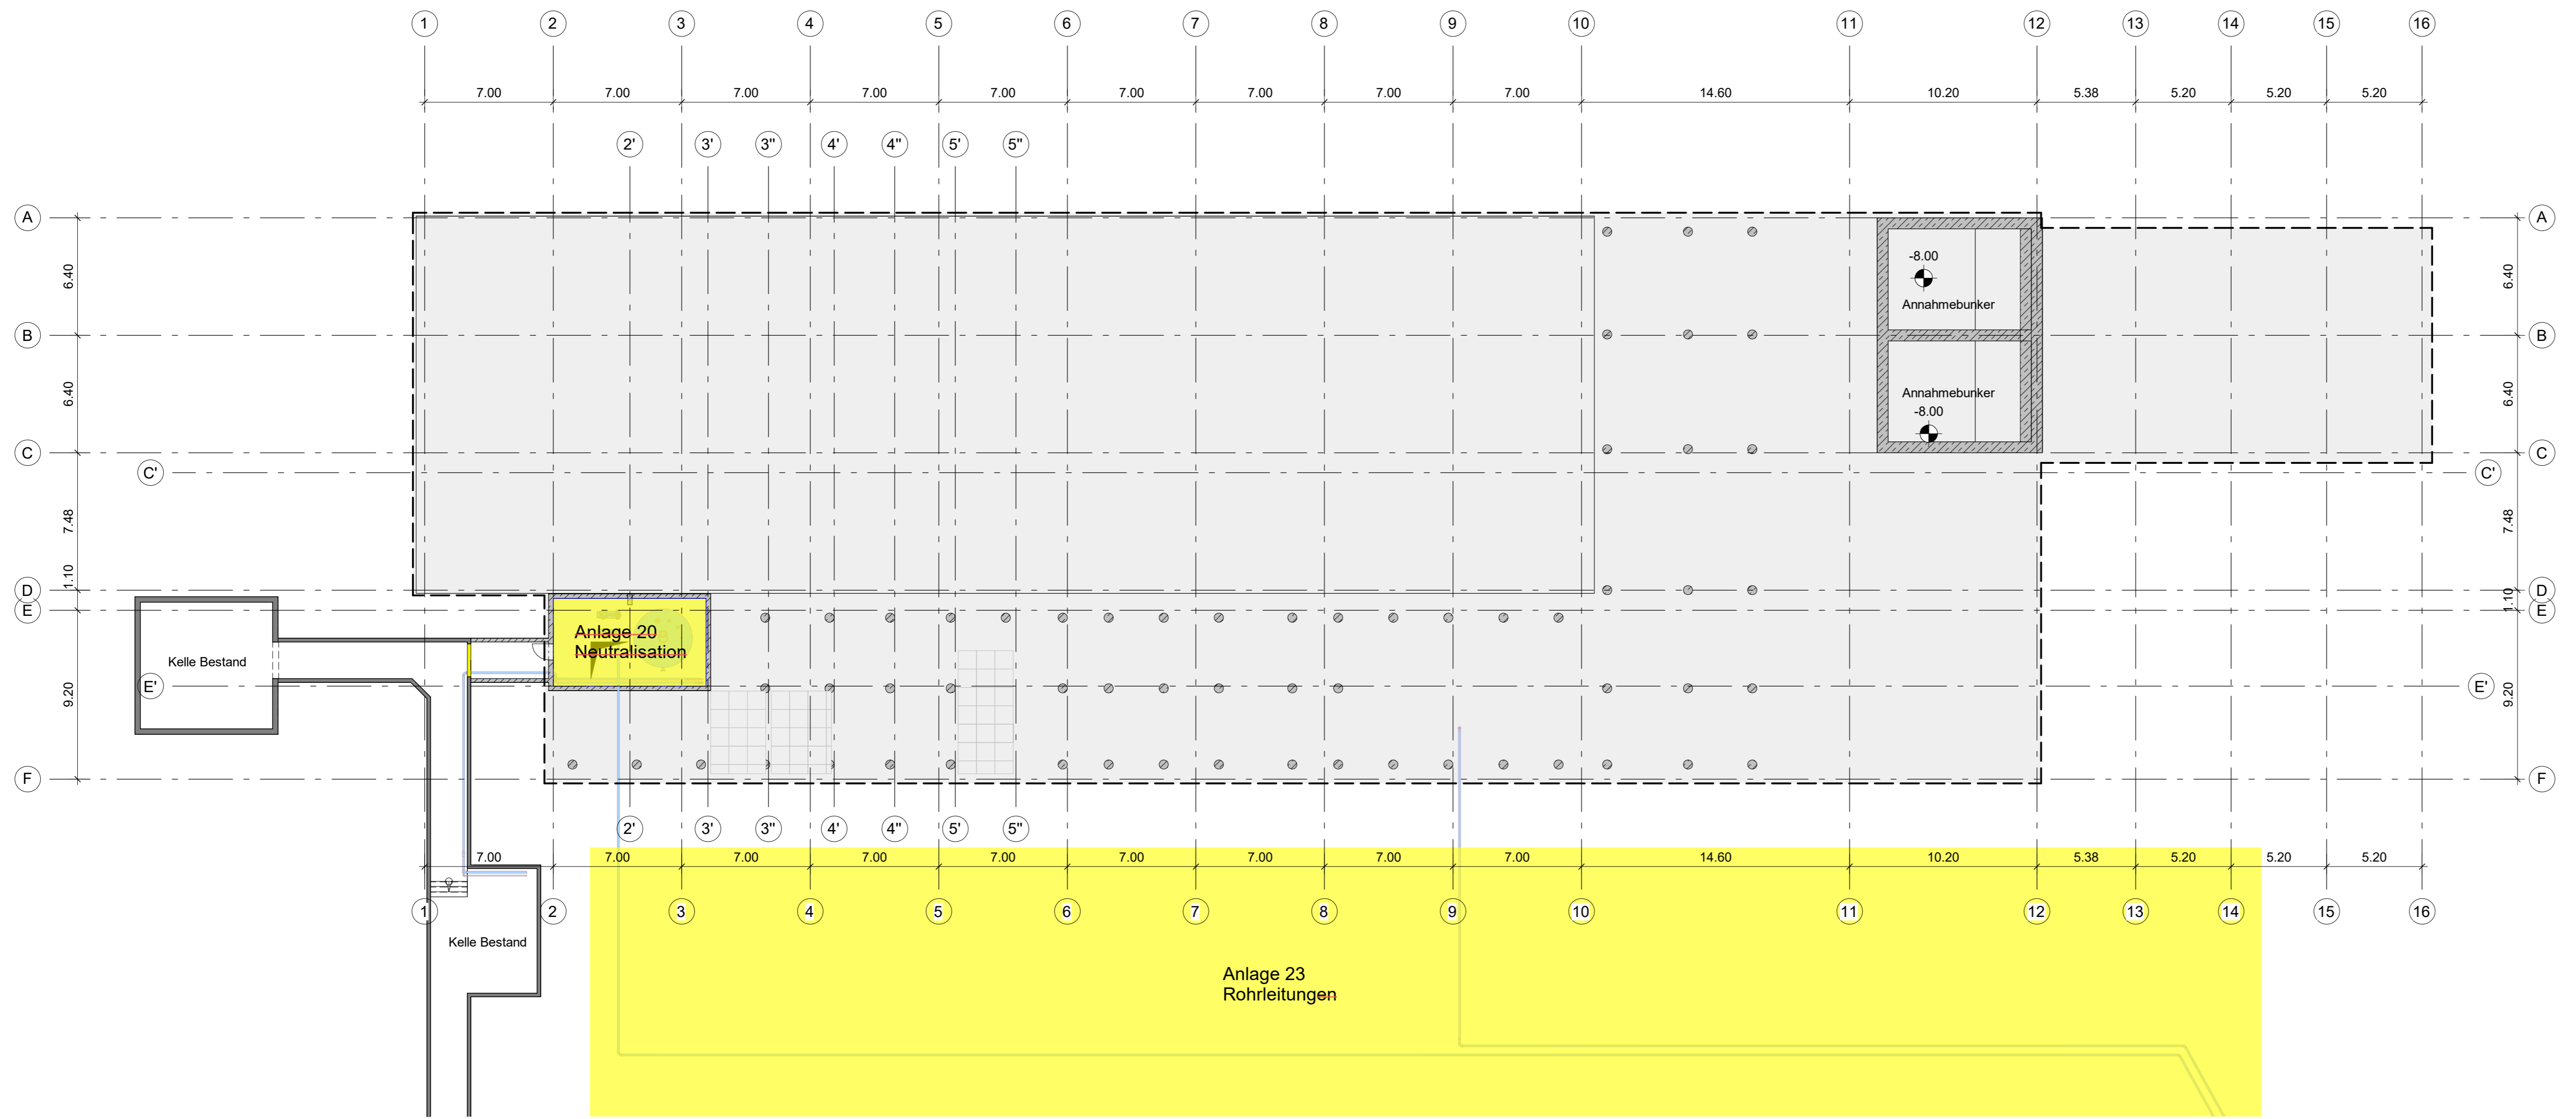 1 2 3 4 5 6 7 8 9 10 11 12 13 14 15 16
7.00 7.00 7.00 7.00 7.00 7.00 7.00 7.00 7.00 14.60 10.20 5.38 5.20 5.20 5.20
2' 3' 3" 4' 4" 5' 5"
A A
6.40 6.40
-8.00
Annahmebunker
B B
6.40 6.40
Annahmebunker
-8.00
C C
C' C'
7.48 7.48
1.10 1.10
D D
E E
Anlage 20
Neutralisation
Kelle Bestand
E' E'
9.20 9.20
F F
2' 3' 3" 4' 4" 5' 5"
7.00 7.00 7.00 7.00 7.00 7.00 7.00 7.00 7.00 14.60 10.20 5.38 5.20 5.20 5.20
1 2 3 4 5 6 7 8 9 10 11 12 13 14 15 16
Kelle Bestand
Anlage 23
Rohrleitungen